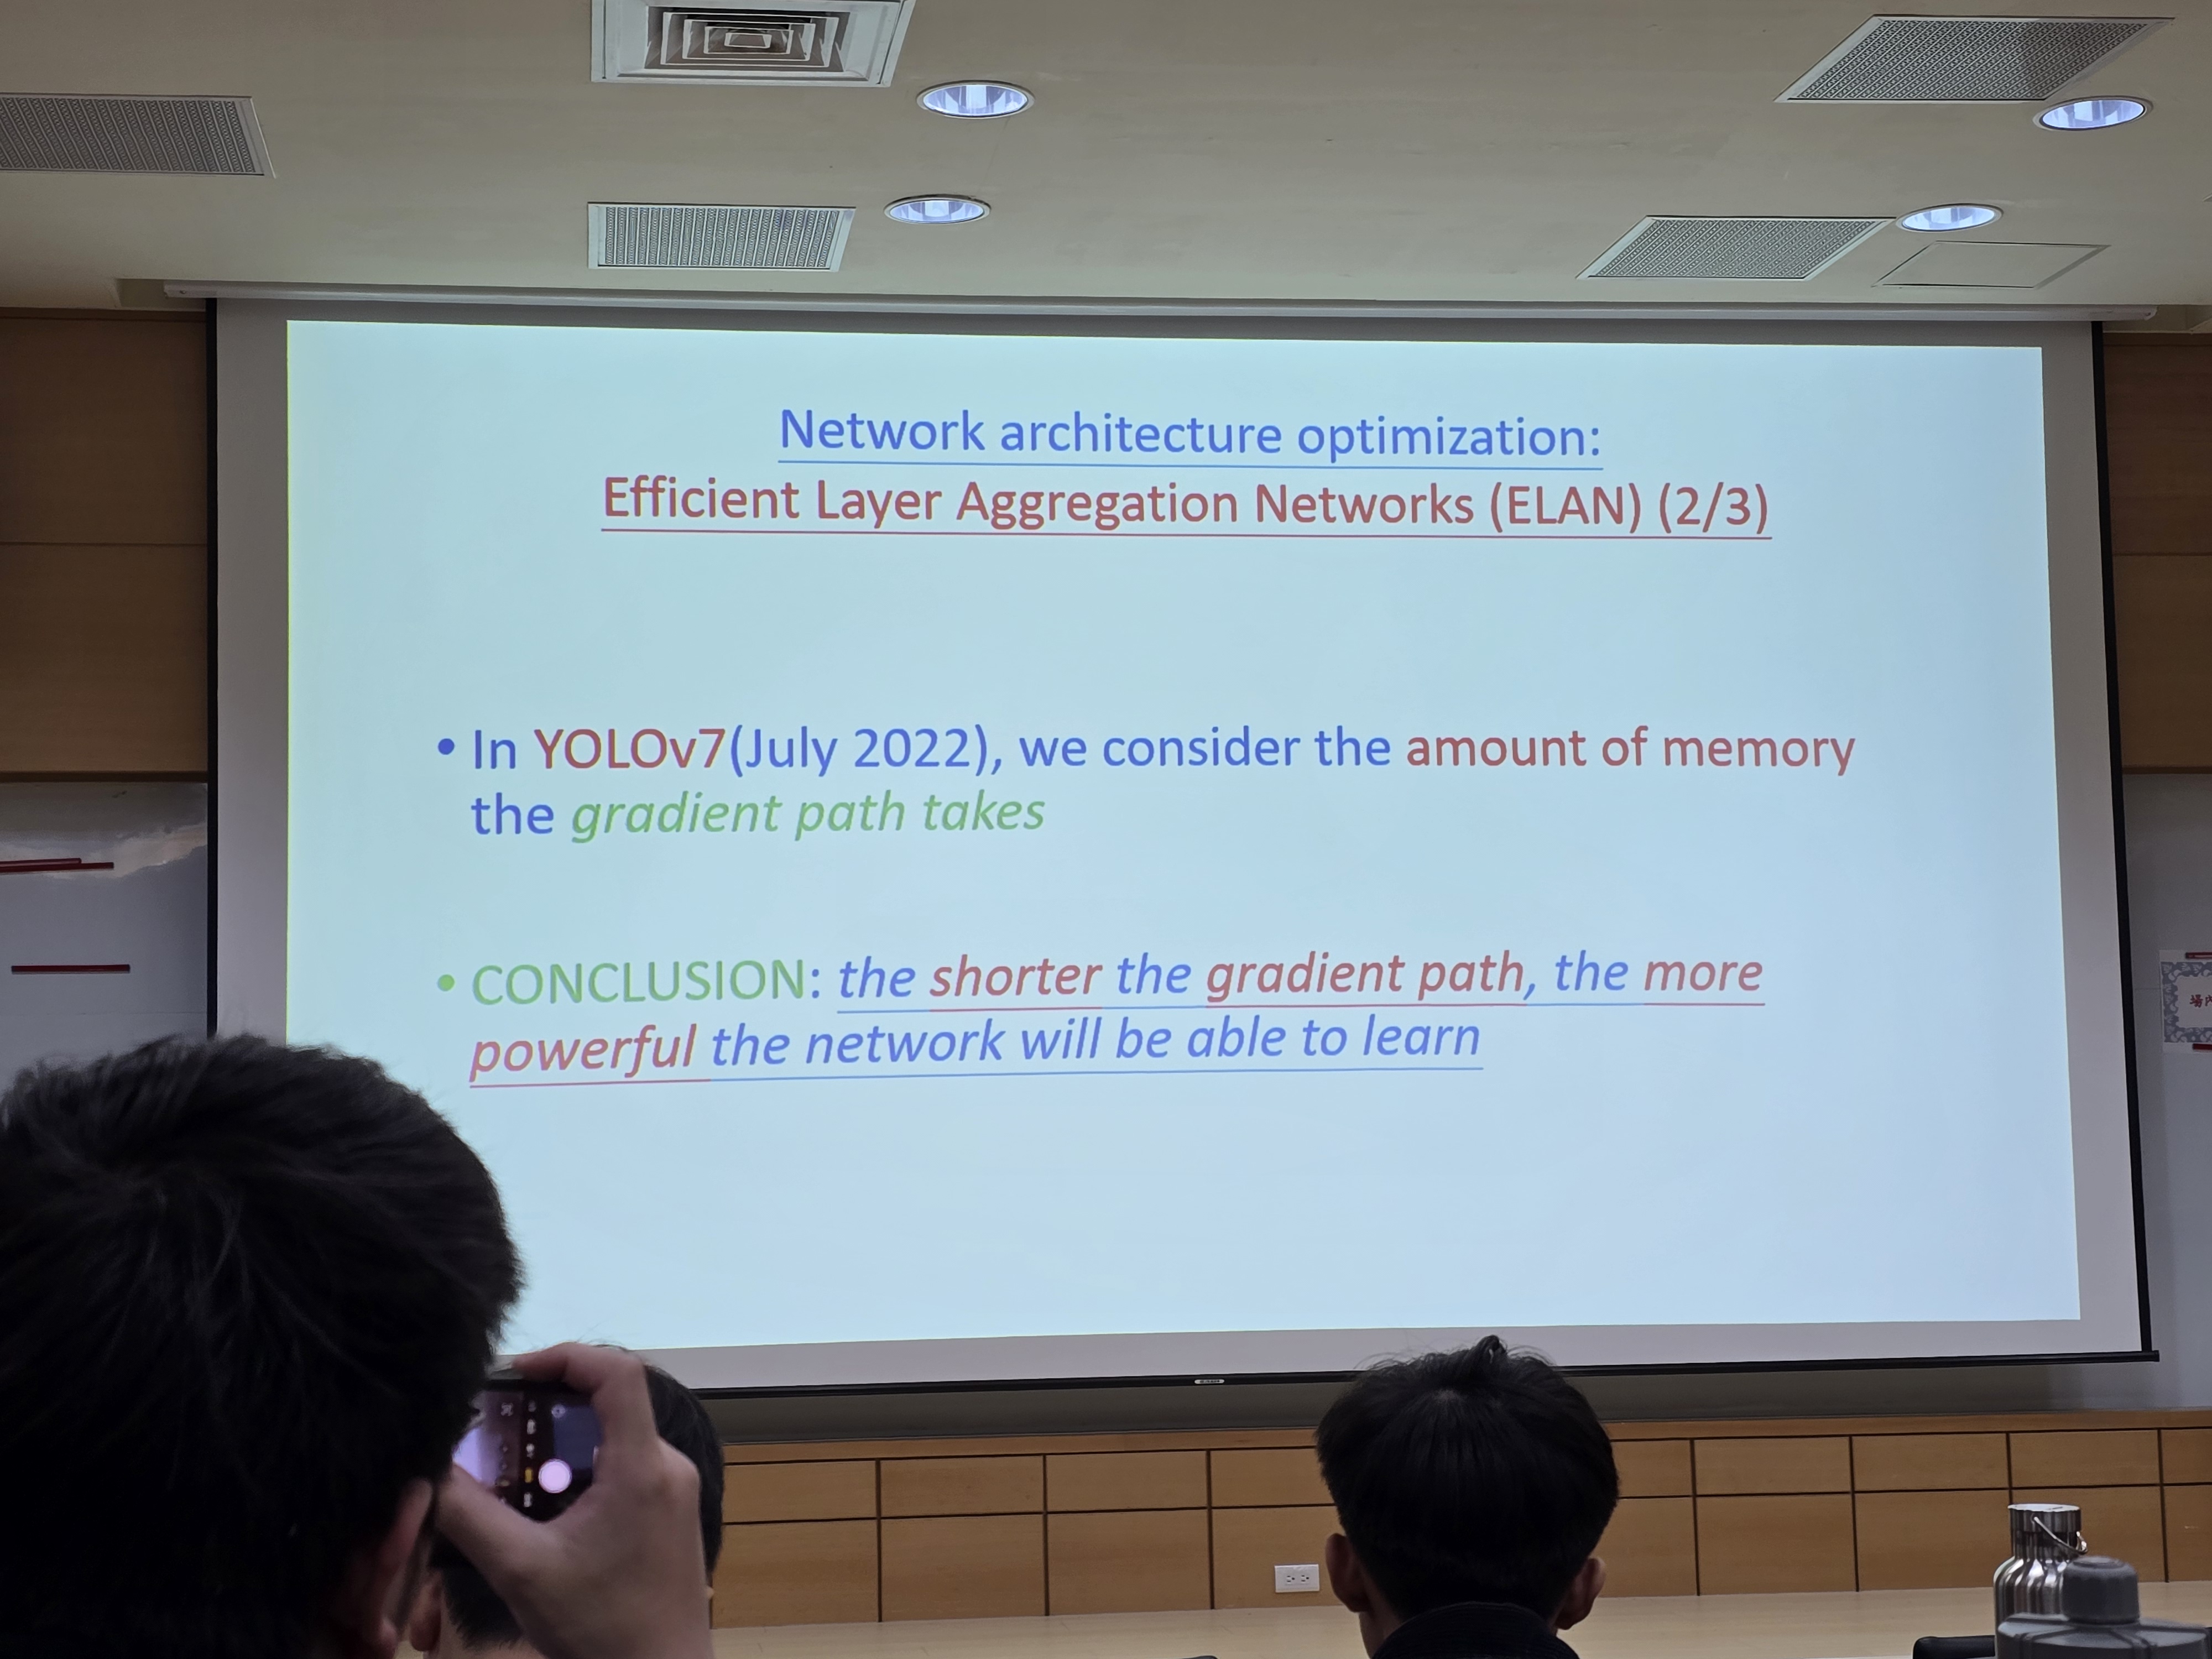 Network architecture optimization:
Efficient Layer Aggregation Networks (ELAN) (2/3)
• In YOLOv7(July 2022), we consider the amount of memory
the gradient path takes
• CONCLUSION: the shorter the gradient path, the more
powerful the network will be able to learn
場內